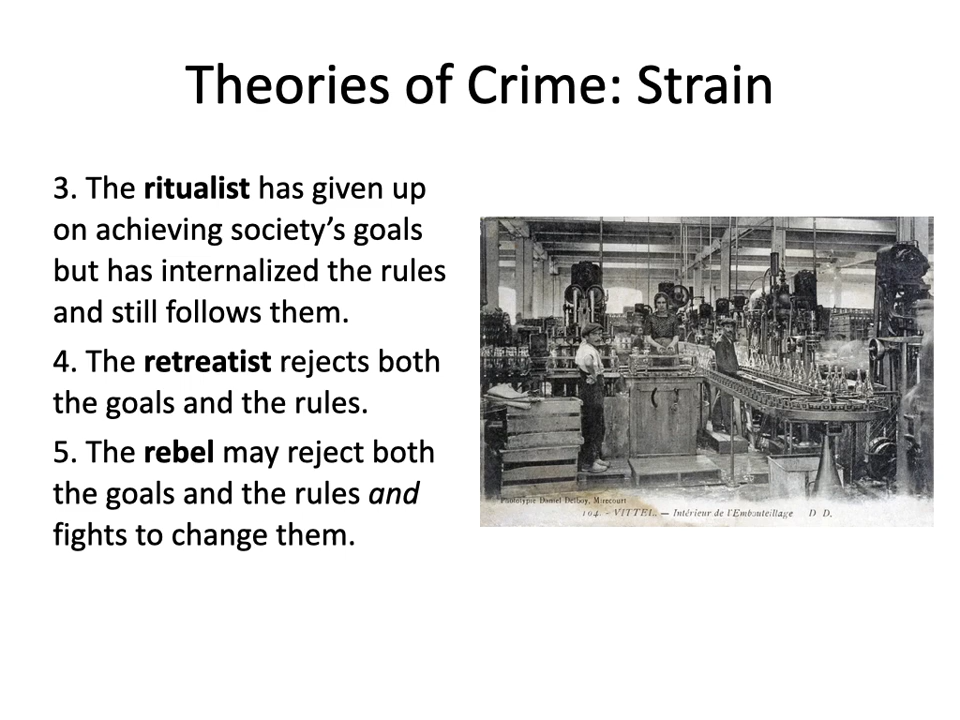 Theories of Crime: Strain
3. The ritualist has given up
on achieving society’s goals
but has internalized the rules
and still follows them.
4. The retreatist rejects both
the goals and the rules.
5. The rebel may reject both
the goals and the rules and
fights to change them.
Phototypie Daniel Delboy, Mirecourt
104. - VITTEL. — Intérieur de l'Embouteillage D D.